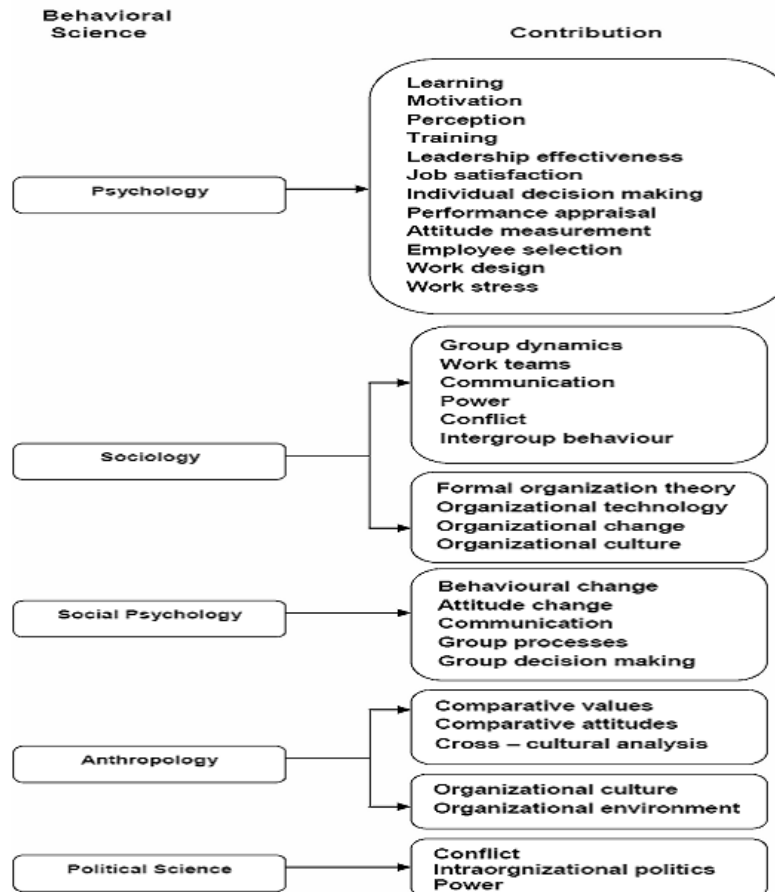 Behavioral
Science
Contribution
Psychology
Learning
Motivation
Perception
Training
Leadership effectiveness
Job satisfaction
Individual decision making
Performance appraisal
Attitude measurement
Employee selection
Work design
Work stress
Sociology
Group dynamics
Work teams
Communication
Power
Conflict
Intergroup behaviour
Formal organization theory
Organizational technology
Organizational change
Organizational culture
Social Psychology
Behavioural change
Attitude change
Communication
Group processes
Group decision making
Anthropology
Comparative values
Comparative attitudes
Cross – cultural analysis
Organizational culture
Organizational environment
Political Science
Conflict
Intraorgnizational politics
Power